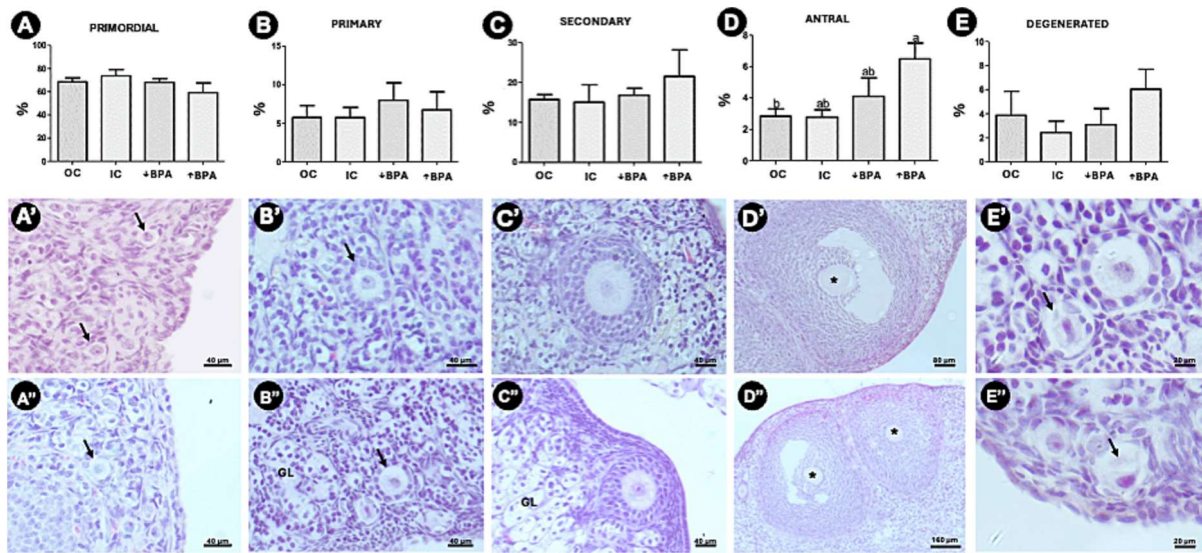 A
PRIMORDIAL
%
100
80
60
40
20
0
OC IC ↓BPA ↑BPA
B
PRIMARY
%
15
10
5
0
OC IC ↓BPA ↑BPA
C
SECONDARY
%
30
20
10
0
OC IC ↓BPA ↑BPA
D
ANTRAL
%
8
6
4
2
0
b ab ab a
OC IC ↓BPA ↑BPA
E
DEGENERATED
%
10
8
6
4
2
0
OC IC ↓BPA ↑BPA
A'
40 µm
B'
40 µm
C'
40 µm
D'
*
80 µm
E'
20 µm
A"
40 µm
B"
GL
40 µm
C"
GL
40 µm
D"
* *
160 µm
E"
20 µm